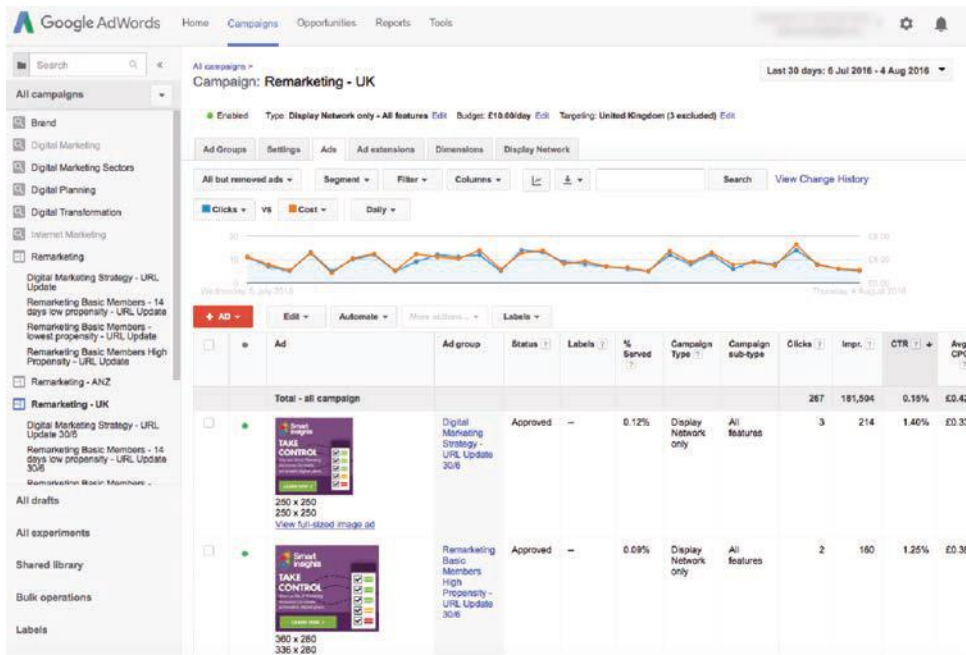 Google AdWords Home Campaigns Opportunities Reports Tools
Search
All campaigns
Brand
Digital Marketing
Digital Marketing Sectors
Digital Planning
Digital Transformation
Internet Marketing
Remarketing
Digital Marketing Strategy - URL
Update
Remarketing Basic Members - 14
days low propensity - URL Update
Remarketing Basic Members -
lowest propensity - URL Update
Remarketing Basic Members High
Propensity - URL Update
Remarketing - ANZ
Remarketing - UK
Digital Marketing Strategy - URL
Update 30/6
Remarketing Basic Members - 14
days low propensity - URL Update
30/6
Remarketing Basic Members -
All drafts
All experiments
Shared library
Bulk operations
Labels
All campaigns >
Campaign: Remarketing - UK
Last 30 days: 6 Jul 2016 - 4 Aug 2016
Enabled Type: Display Network only - All features Edit Budget: £10.00/day Edit Targeting: United Kingdom (3 excluded) Edit
Ad Groups Settings Ads Ad extensions Dimensions Display Network
All but removed ads Segment Filter Columns Search View Change History
Clicks VS Cost Daily
Wednesday, 6 July 2016 Thursday, 4 August 2016
+ AD Edit Automate More actions... Labels
Ad Ad group Status ? Labels ? % Served ? Campaign Type ? Campaign sub-type Clicks ? Impr. ? CTR ?
Total - all campaign 267 181,504 0.15% £0.42
Smart Insights
TAKE
CONTROL
250 x 250
250 x 250
View full-sized image ad
Digital
Marketing
Strategy -
URL Update
30/6
Approved -- 0.12% Display Network only All features 3 214 1.40%
Smart Insights
TAKE
CONTROL
336 x 280
Remarketing
Basic
Members
High
Propensity -
URL Update
30/6
Approved -- 0.09% Display Network only All features 2 160 1.25%